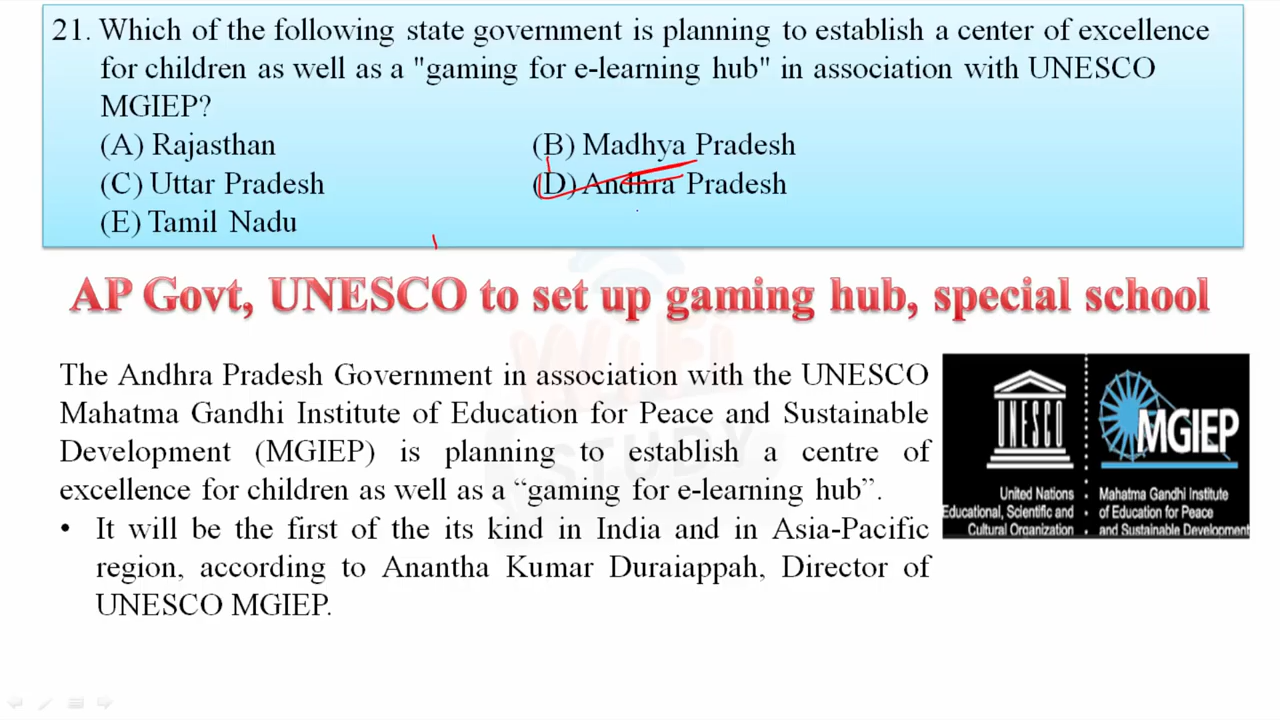 21. Which of the following state government is planning to establish a center of excellence
for children as well as a "gaming for e-learning hub" in association with UNESCO
MGIEP?
(A) Rajasthan (B) Madhya Pradesh
(C) Uttar Pradesh (D) Andhra Pradesh
(E) Tamil Nadu
AP Govt, UNESCO to set up gaming hub, special school
The Andhra Pradesh Government in association with the UNESCO
Mahatma Gandhi Institute of Education for Peace and Sustainable
Development (MGIEP) is planning to establish a centre of
excellence for children as well as a “gaming for e-learning hub”.
• It will be the first of the its kind in India and in Asia-Pacific
region, according to Anantha Kumar Duraiappah, Director of
UNESCO MGIEP.
UNESCO MGIEP
United Nations Mahatma Gandhi Institute
Educational, Scientific and of Education for Peace
Cultural Organization and Sustainable Development
WiFi
STUDY